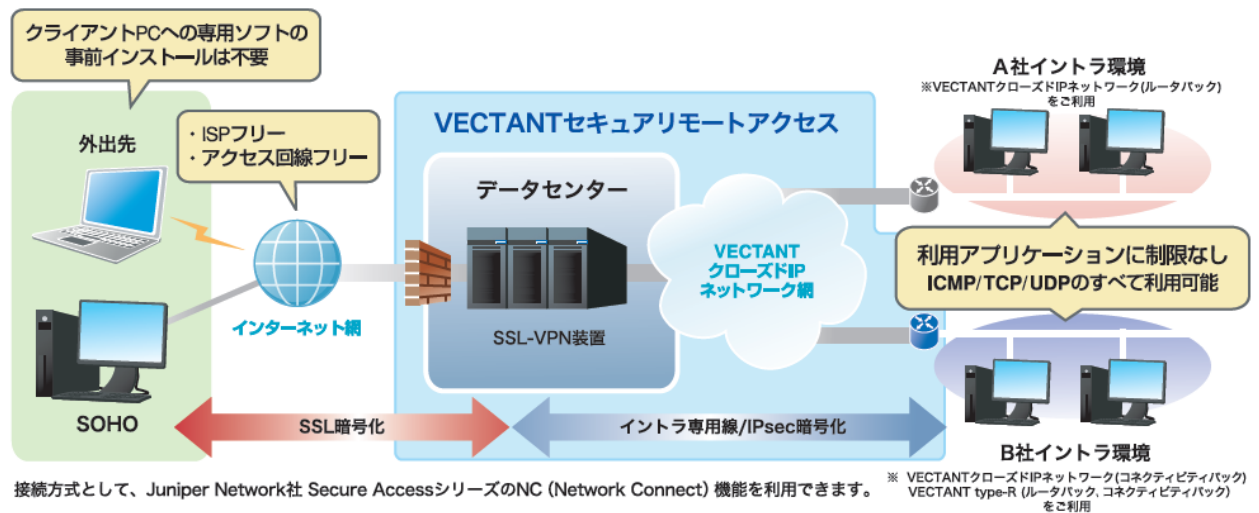 クライアントPCへの専用ソフトの
事前インストールは不要
外出先
・ISPフリー
・アクセス回線フリー
インターネット網
SOHO
VECTANTセキュアリモートアクセス
データセンター
SSL-VPN装置
VECTANT
クローズドIP
ネットワーク網
A社イントラ環境
※VECTANTクローズドIPネットワーク(ルータパック)
をご利用
利用アプリケーションに制限なし
ICMP/TCP/UDPのすべて利用可能
SSL暗号化
イントラ専用線/IPsec暗号化
B社イントラ環境
※ VECTANTクローズドIPネットワーク(コネクティビティパック)
VECTANT type-R (ルータパック、コネクティビティパック)
をご利用
接続方式として、Juniper Network社 Secure AccessシリーズのNC（Network Connect）機能を利用できます。